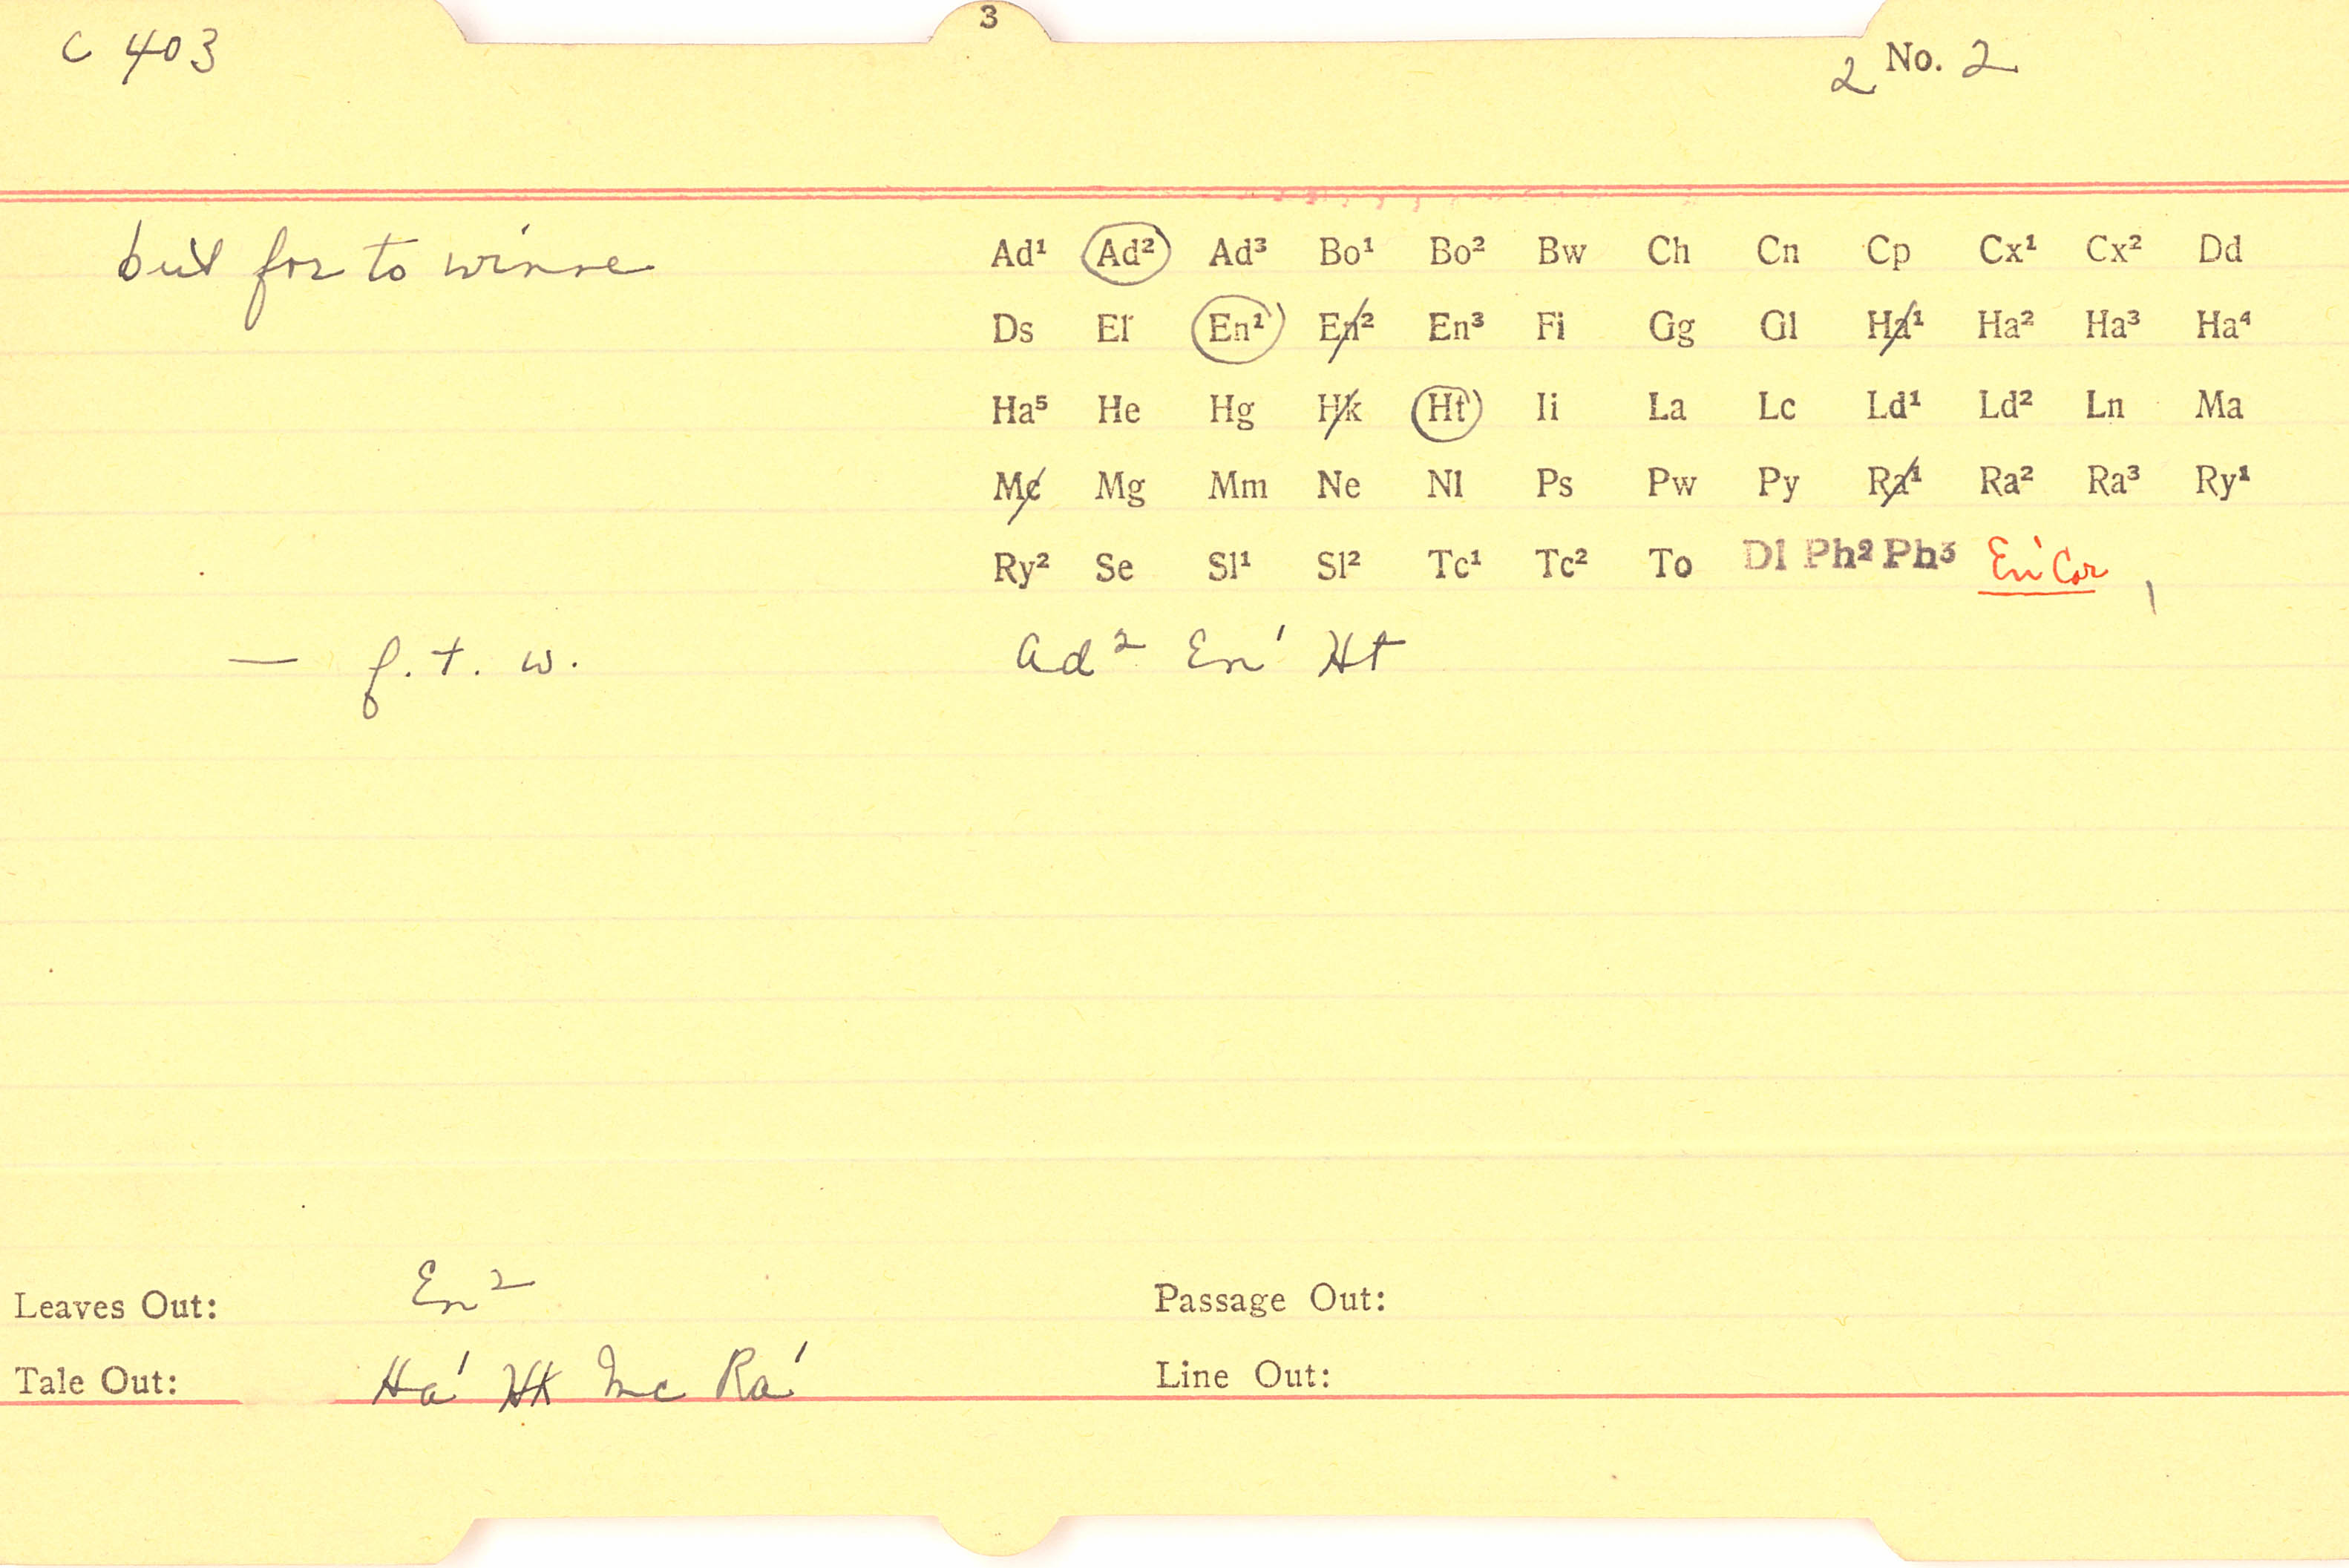 3
C 403
2 No. 2
but for to winne
Ad¹ Ad² Ad³ Bo¹ Bo² Bw Ch Cn Cp Cx¹ Cx² Dd
Ds El En¹ En² En³ Fi Gg Gl Ha¹ Ha² Ha³ Ha⁴
Ha⁵ He Hg Hk Ht Ii La Lc Ld¹ Ld² Ln Ma
Mc Mg Mm Ne Nl Ps Pw Py Ra¹ Ra² Ra³ Ry¹
Ry² Se Sl¹ Sl² Tc¹ Tc² To Dl Ph² Ph³ En¹ Cor
— f. t. w. Ad² En¹ Ht
Leaves Out: En²
Passage Out:
Tale Out: Ha¹ Hk Mc Ra¹
Line Out: